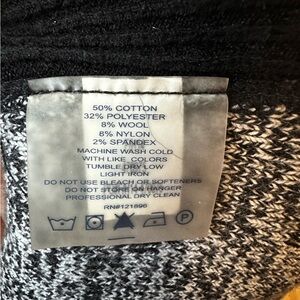 50% COTTON
32% POLYESTER
8% WOOL
8% NYLON
2% SPANDEX
MACHINE WASH COLD
WITH LIKE COLORS
TUMBLE DRY LOW
LIGHT IRON
DO NOT USE BLEACH OR SOFTENERS
DO NOT STORE ON HANGER
PROFESSIONAL DRY CLEAN
RN#121896
P